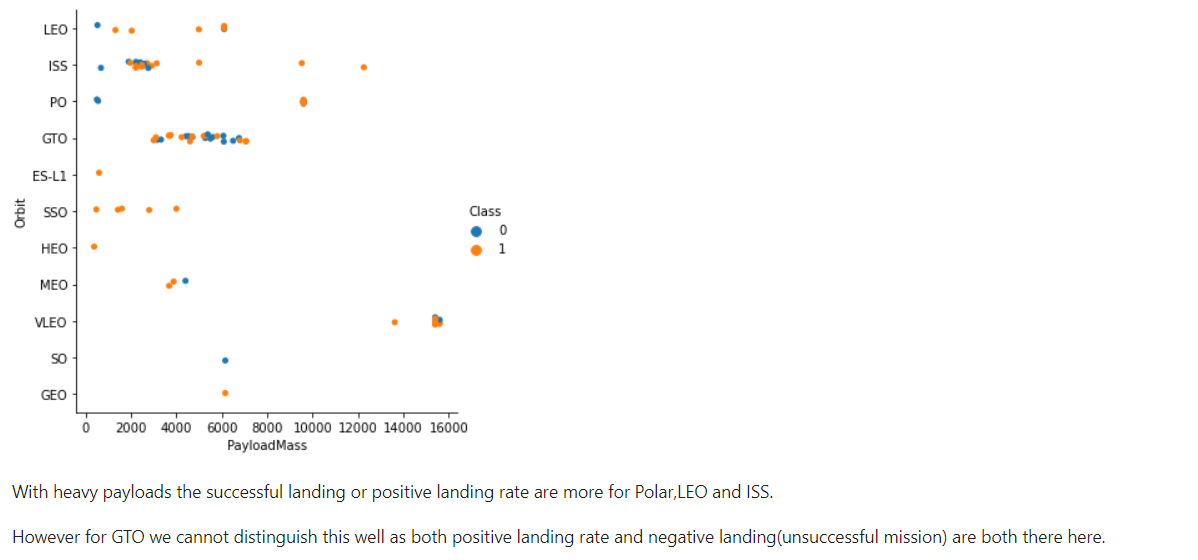 LEO
ISS
PO
GTO
ES-L1
SSO
HEO
MEO
VLEO
SO
GEO
Orbit
0 2000 4000 6000 8000 10000 12000 14000 16000
PayloadMass
Class
0
1
With heavy payloads the successful landing or positive landing rate are more for Polar,LEO and ISS.
However for GTO we cannot distinguish this well as both positive landing rate and negative landing(unsuccessful mission) are both there here.